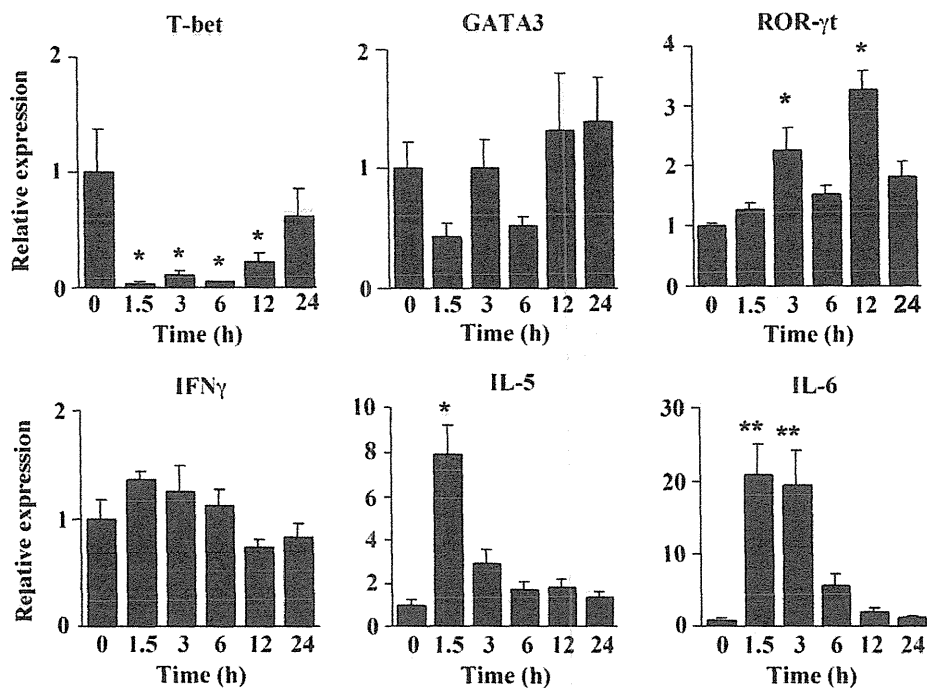 T-bet
GATA3
ROR-γt
Relative expression
2
1
0
0 1.5 3 6 12 24
Time (h)
* * * *
2
1
0
0 1.5 3 6 12 24
Time (h)
4
3
2
1
0
0 1.5 3 6 12 24
Time (h)
* *
IFNγ
IL-5
IL-6
Relative expression
2
1
0
0 1.5 3 6 12 24
Time (h)
10
8
6
4
2
0
0 1.5 3 6 12 24
Time (h)
*
30
20
10
0
0 1.5 3 6 12 24
Time (h)
** **